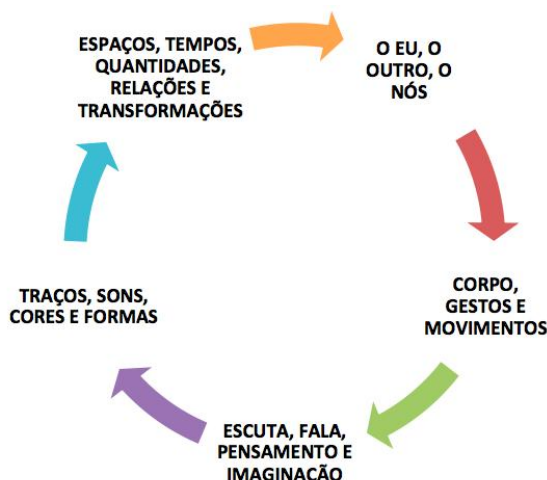 ESPAÇOS, TEMPOS,
QUANTIDADES,
RELAÇÕES E
TRANSFORMAÇÕES
O EU, O
OUTRO, O
NÓS
CORPO,
GESTOS E
MOVIMENTOS
ESCUTA, FALA,
PENSAMENTO E
IMAGINAÇÃO
TRAÇOS, SONS,
CORES E FORMAS